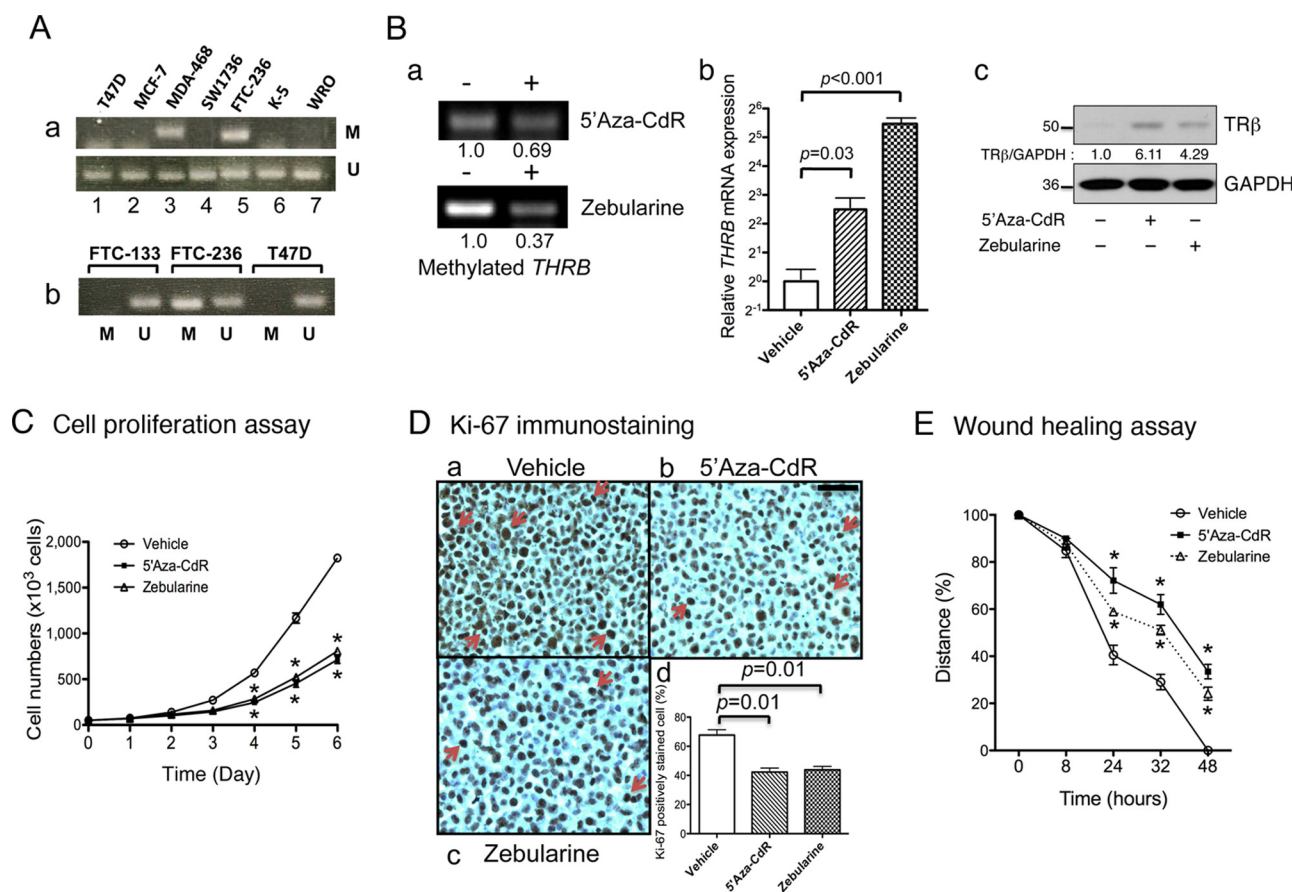 A
T47D MCF-7 MDA-468 SW1736 FTC-236 K-5 WRO
a
M
U
1 2 3 4 5 6 7
FTC-133 FTC-236 T47D
b
M U M U M U
B
a
- +
5'Aza-CdR
1.0 0.69
- +
Zebularine
1.0 0.37
Methylated THRB
b
Relative THRB mRNA expression
2^6
2^5
2^4
2^3
2^2
2^1
2^0
2^-1
p<0.001
p=0.03
Vehicle 5'Aza-CdR Zebularine
c
50
TRβ
TRβ/GAPDH : 1.0 6.11 4.29
36
GAPDH
5'Aza-CdR – + –
Zebularine – – +
C Cell proliferation assay
Cell numbers (x10^3 cells)
2,000
1,500
1,000
500
0
Vehicle
5'Aza-CdR
Zebularine
* * *
* * *
0 1 2 3 4 5 6
Time (Day)
D Ki-67 immunostaining
a Vehicle
b 5'Aza-CdR
c Zebularine
d
p=0.01
p=0.01
Ki-67 positively stained cell (%)
80
60
40
20
0
Vehicle 5'Aza-CdR Zebularine
E Wound healing assay
Distance (%)
100
80
60
40
20
0
Vehicle
5'Aza-CdR
Zebularine
* * *
* * *
0 8 24 32 48
Time (hours)